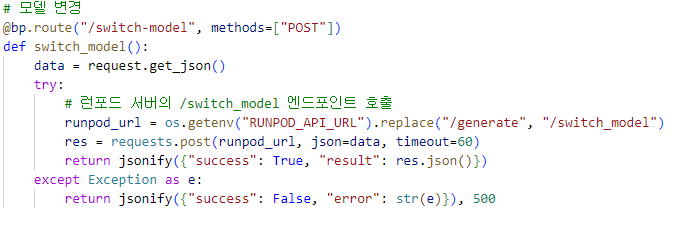 # 모델 변경
@bp.route("/switch-model", methods=["POST"])
def switch_model():
    data = request.get_json()
    try:
        # 런포드 서버의 /switch_model 엔드포인트 호출
        runpod_url = os.getenv("RUNPOD_API_URL").replace("/generate", "/switch_model")
        res = requests.post(runpod_url, json=data, timeout=60)
        return jsonify({"success": True, "result": res.json()})
    except Exception as e:
        return jsonify({"success": False, "error": str(e)}), 500